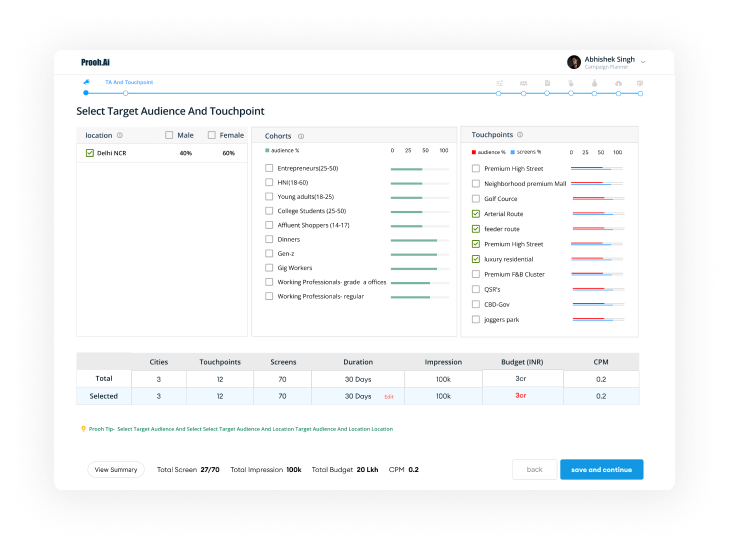 Prooh.Ai
Abhishek Singh
Campaign Planner
TA And Touchpoint
Select Target Audience And Touchpoint
location Male Female
Delhi NCR 40% 60%
Cohorts
audience % 0 25 50 100
Entrepreneurs(25-50)
HNI(18-60)
Young adults(18-25)
College Students (25-50)
Affluent Shoppers (14-17)
Dinners
Gen-z
Gig Workers
Working Professionals- grade a offices
Working Professionals- regular
Touchpoints
audience % screens % 0 25 50 100
Premium High Street
Neighborhood premium Mall
Golf Cource
Arterial Route
feeder route
Premium High Street
luxury residential
Premium F&B Cluster
QSR's
CBD-Gov
joggers park
Cities Touchpoints Screens Duration Impression Budget (INR) CPM
Total 3 12 70 30 Days 100k 3cr 0.2
Selected 3 12 70 30 Days Edit 100k 3cr 0.2
Prooh Tip- Select Target Audience And Select Select Target Audience And Location Target Audience And Location Location
View Summary Total Screen 27/70 Total Impression 100k Total Budget 20 Lkh CPM 0.2 back save and continue